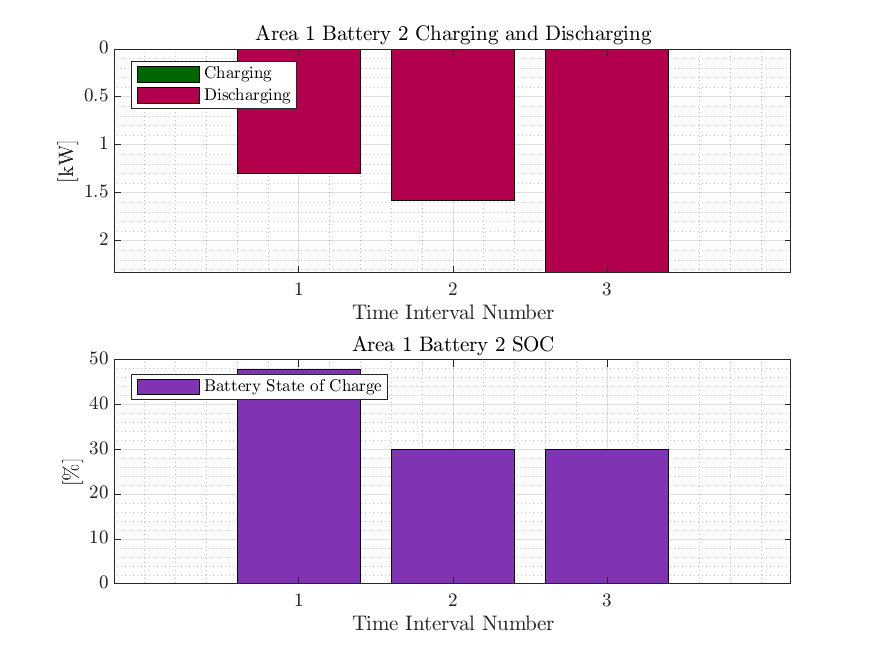 Area 1 Battery 2 Charging and Discharging
0
0.5
1
1.5
2
[kW]
Charging
Discharging
1 2 3
Time Interval Number
Area 1 Battery 2 SOC
50
40
30
20
10
0
[%]
Battery State of Charge
1 2 3
Time Interval Number